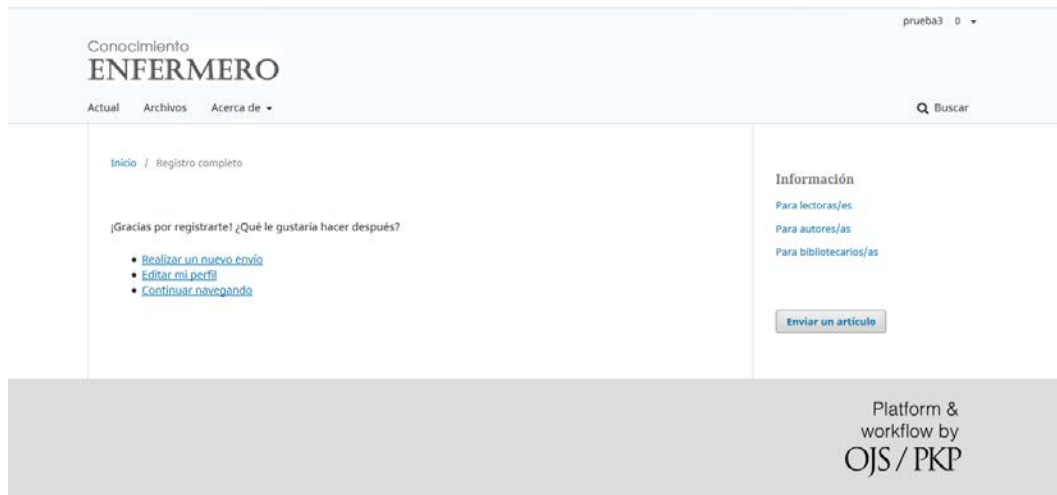 prueba3 0
Conocimiento
ENFERMERO
Actual Archivos Acerca de
Buscar
Inicio / Registro completo
¡Gracias por registrarte! ¿Qué le gustaría hacer después?
Realizar un nuevo envío
Editar mi perfil
Continuar navegando
Información
Para lectoras/es
Para autores/as
Para bibliotecarios/as
Enviar un artículo
Platform &
workflow by
OJS / PKP